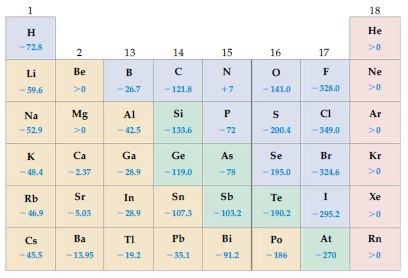 1 18
H He
– 72.8 2 13 14 15 16 17 >0
Li Be B C N O F Ne
– 59.6 >0 – 26.7 – 121.8 +7 – 141.0 – 328.0 >0
Na Mg Al Si P S Cl Ar
– 52.9 >0 – 42.5 – 133.6 – 72 – 200.4 – 349.0 >0
K Ca Ga Ge As Se Br Kr
– 48.4 – 2.37 – 28.9 – 119.0 – 78 – 195.0 – 324.6 >0
Rb Sr In Sn Sb Te I Xe
– 46.9 – 5.03 – 28.9 – 107.3 – 103.2 – 190.2 – 295.2 >0
Cs Ba Tl Pb Bi Po At Rn
– 45.5 – 13.95 – 19.2 – 35.1 – 91.2 – 186 – 270 >0